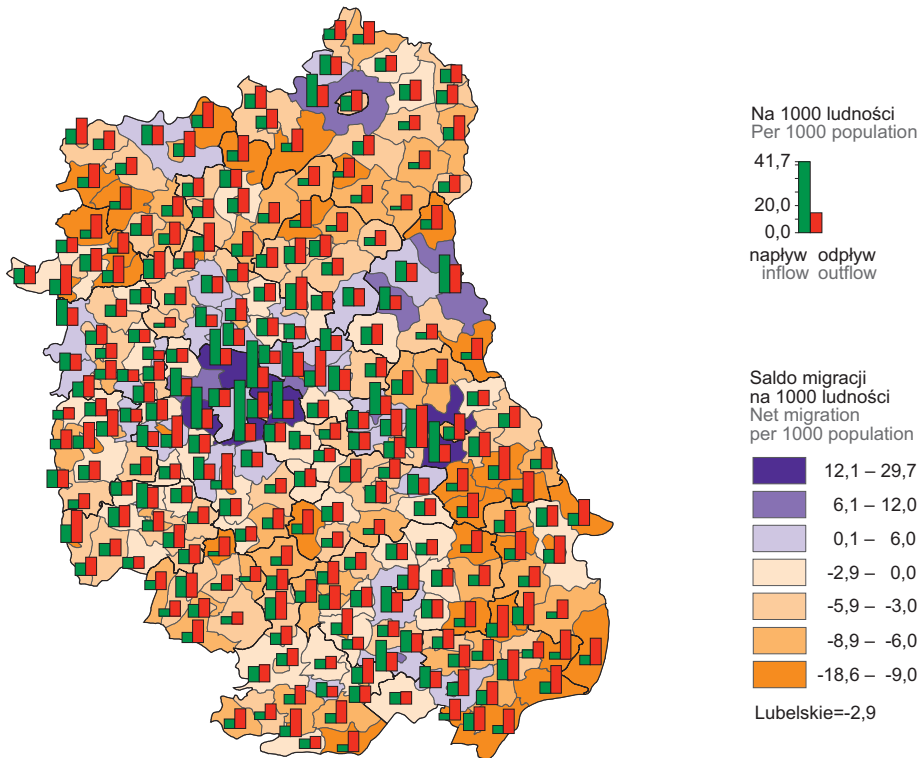 Na 1000 ludności
Per 1000 population
41,7
20,0
0,0
napływ odpływ
inflow outflow
Saldo migracji
na 1000 ludności
Net migration
per 1000 population
12,1 – 29,7
6,1 – 12,0
0,1 – 6,0
-2,9 – 0,0
-5,9 – -3,0
-8,9 – -6,0
-18,6 – -9,0
Lubelskie=-2,9